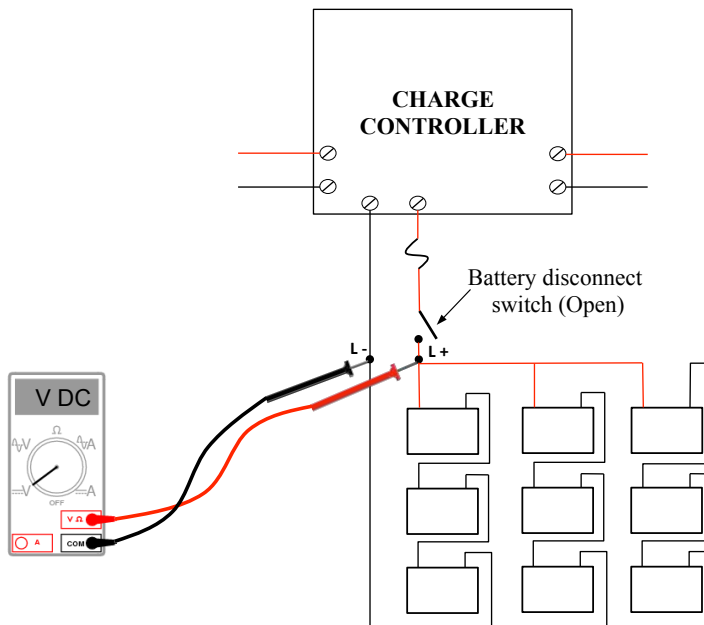 CHARGE
CONTROLLER
Battery disconnect
switch (Open)
L -
L +
V DC
Ω
V
A
V
A
OFF
V Ω
A
COM